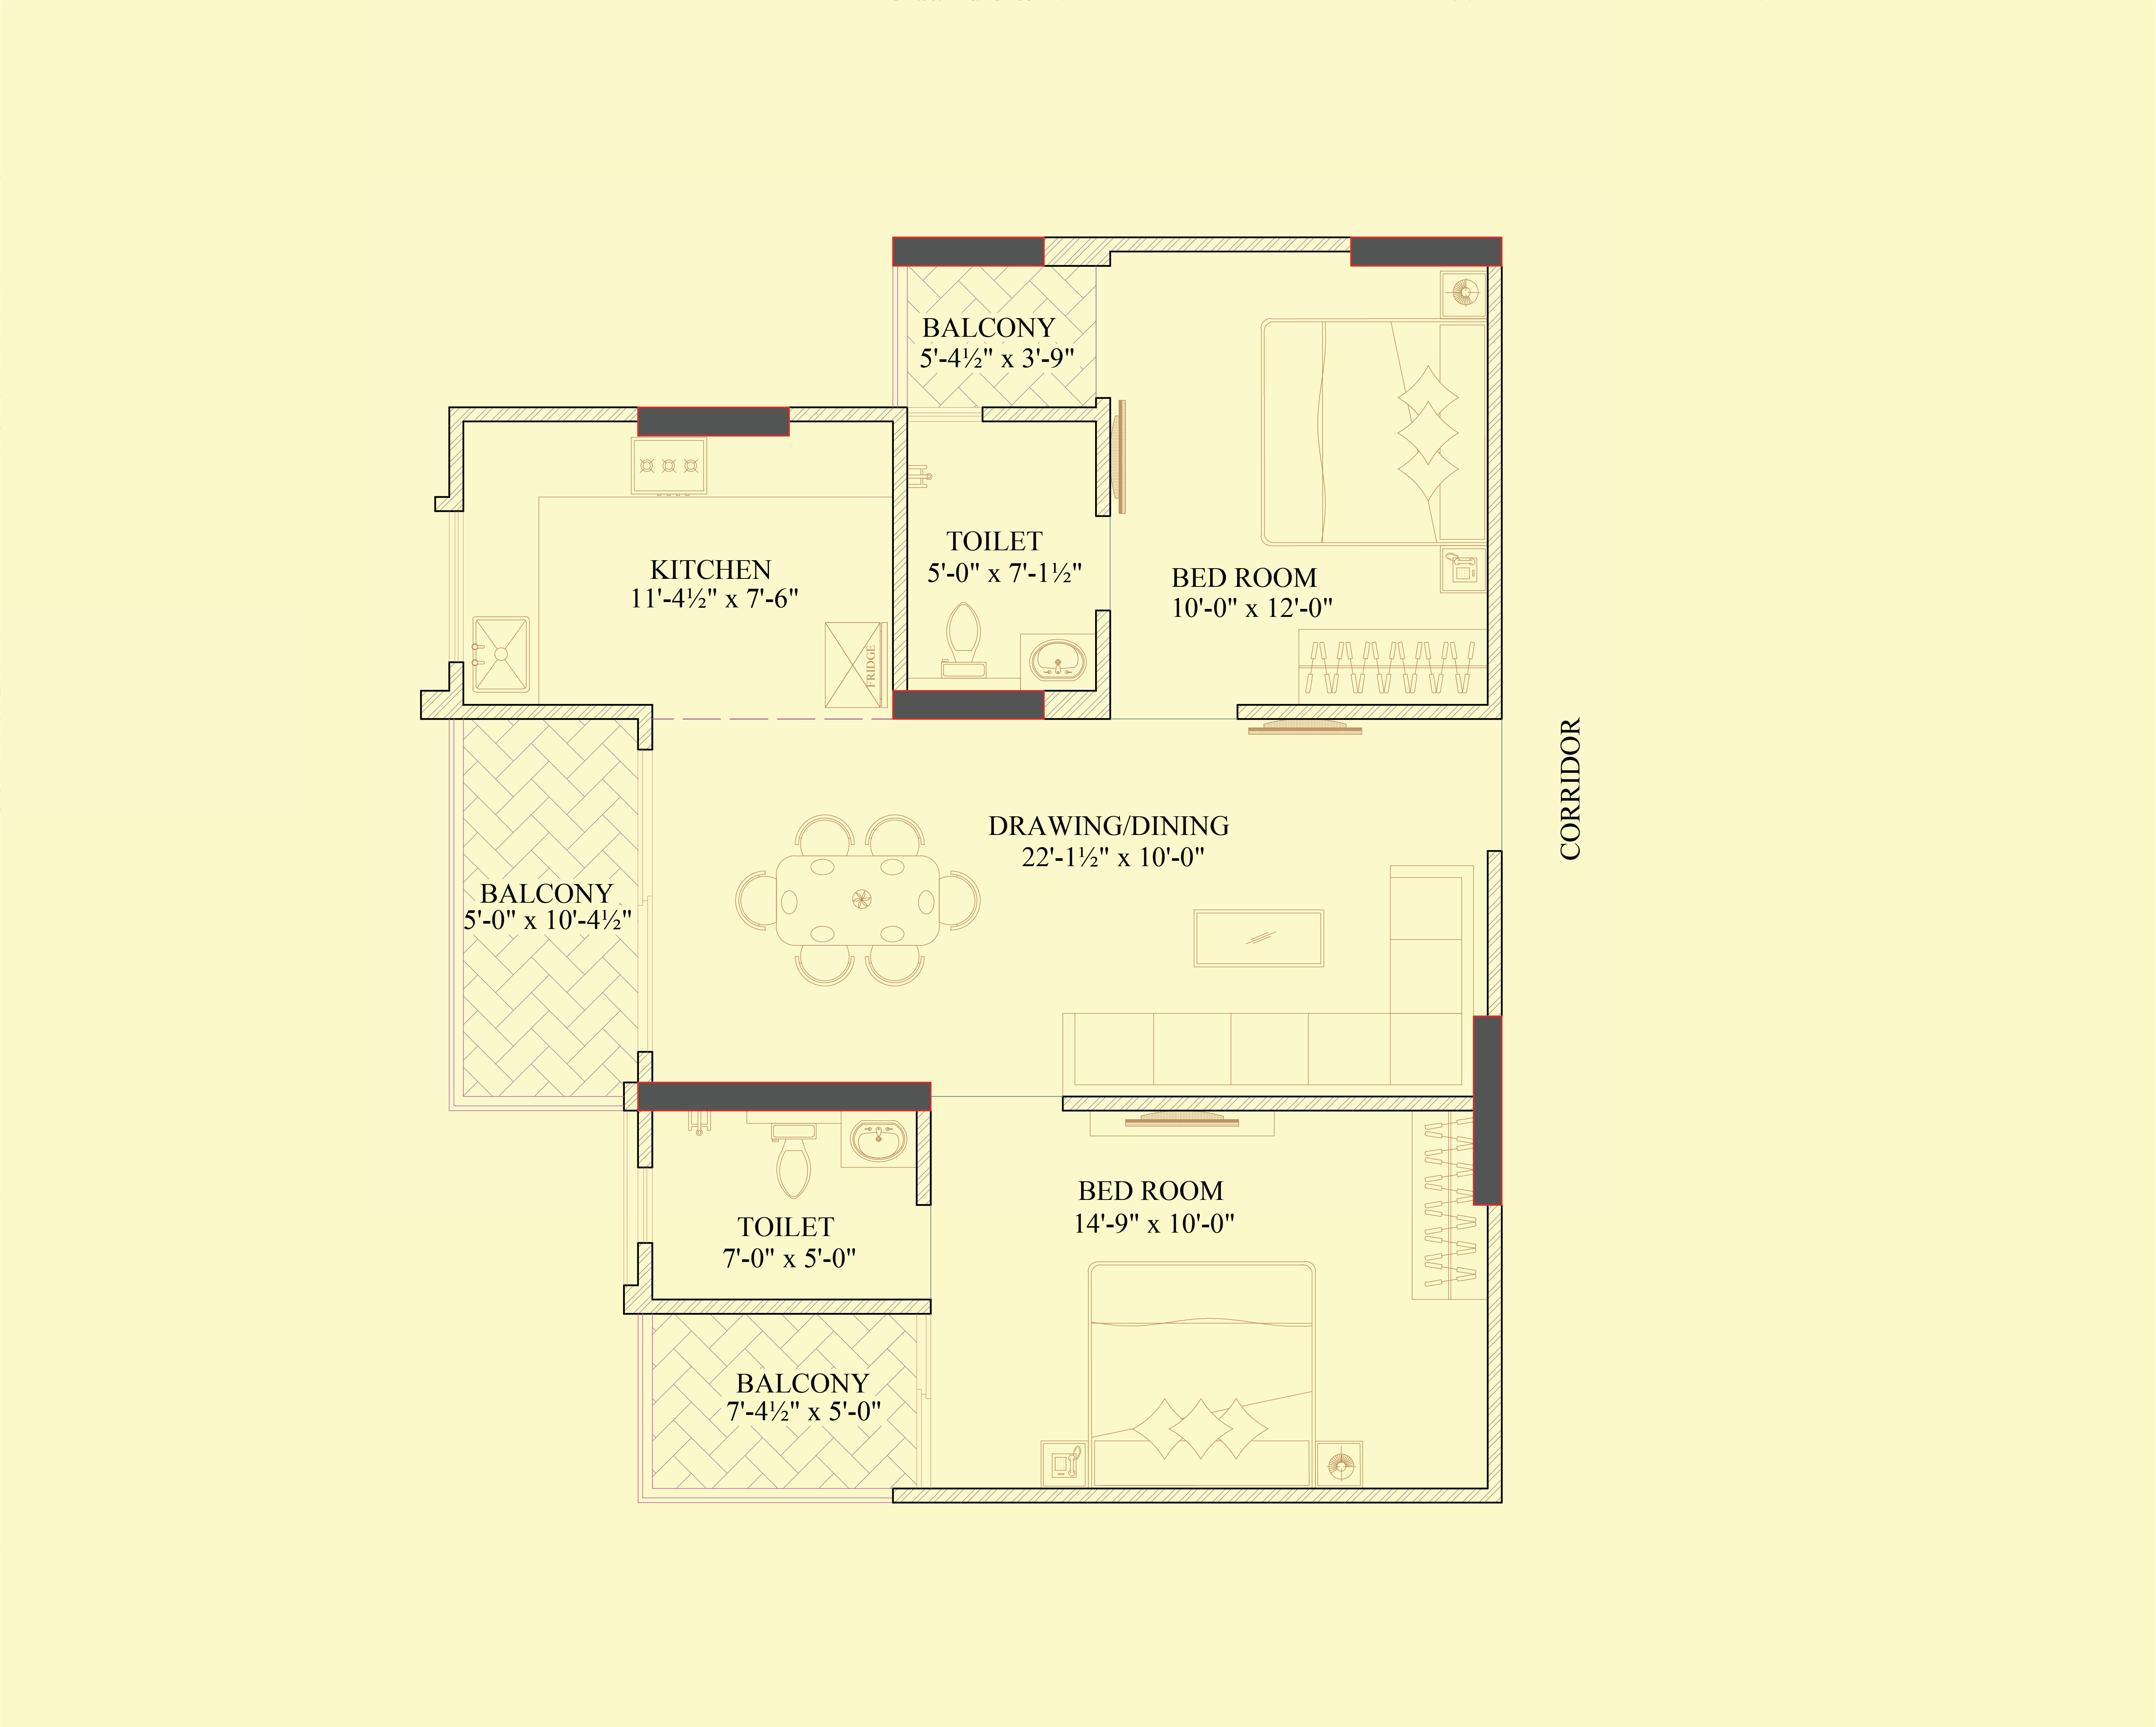 BALCONY
5'-4½" x 3'-9"
TOILET
5'-0" x 7'-1½"
KITCHEN
11'-4½" x 7'-6"
BED ROOM
10'-0" x 12'-0"
FRIDGE
CORRIDOR
DRAWING/DINING
22'-1½" x 10'-0"
BALCONY
5'-0" x 10'-4½"
BED ROOM
14'-9" x 10'-0"
TOILET
7'-0" x 5'-0"
BALCONY
7'-4½" x 5'-0"